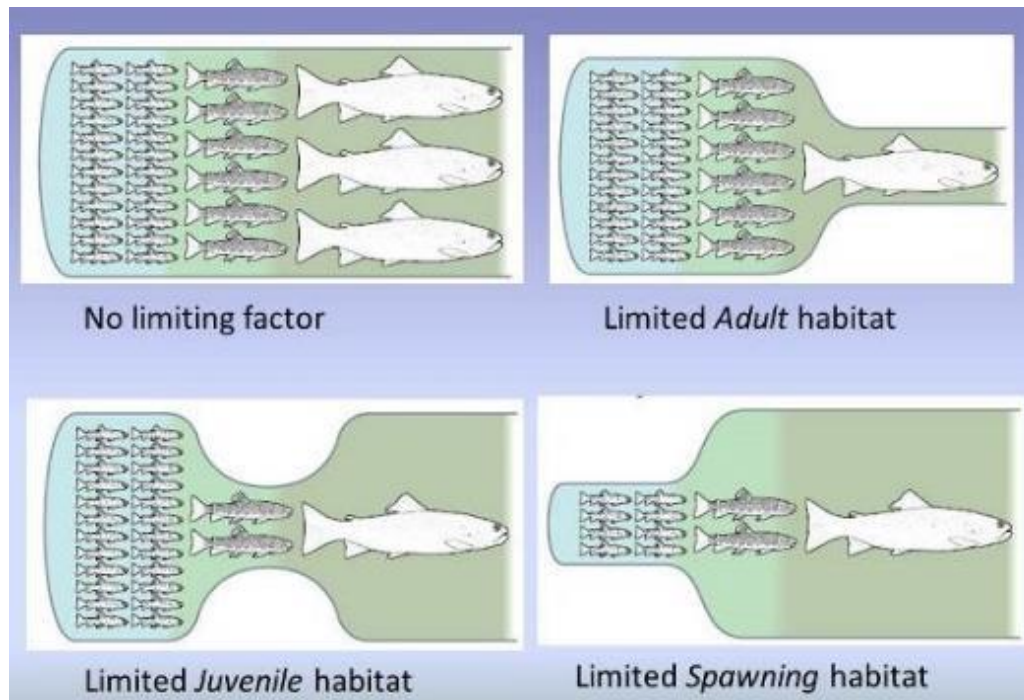 No limiting factor
Limited Adult habitat
Limited Juvenile habitat
Limited Spawning habitat